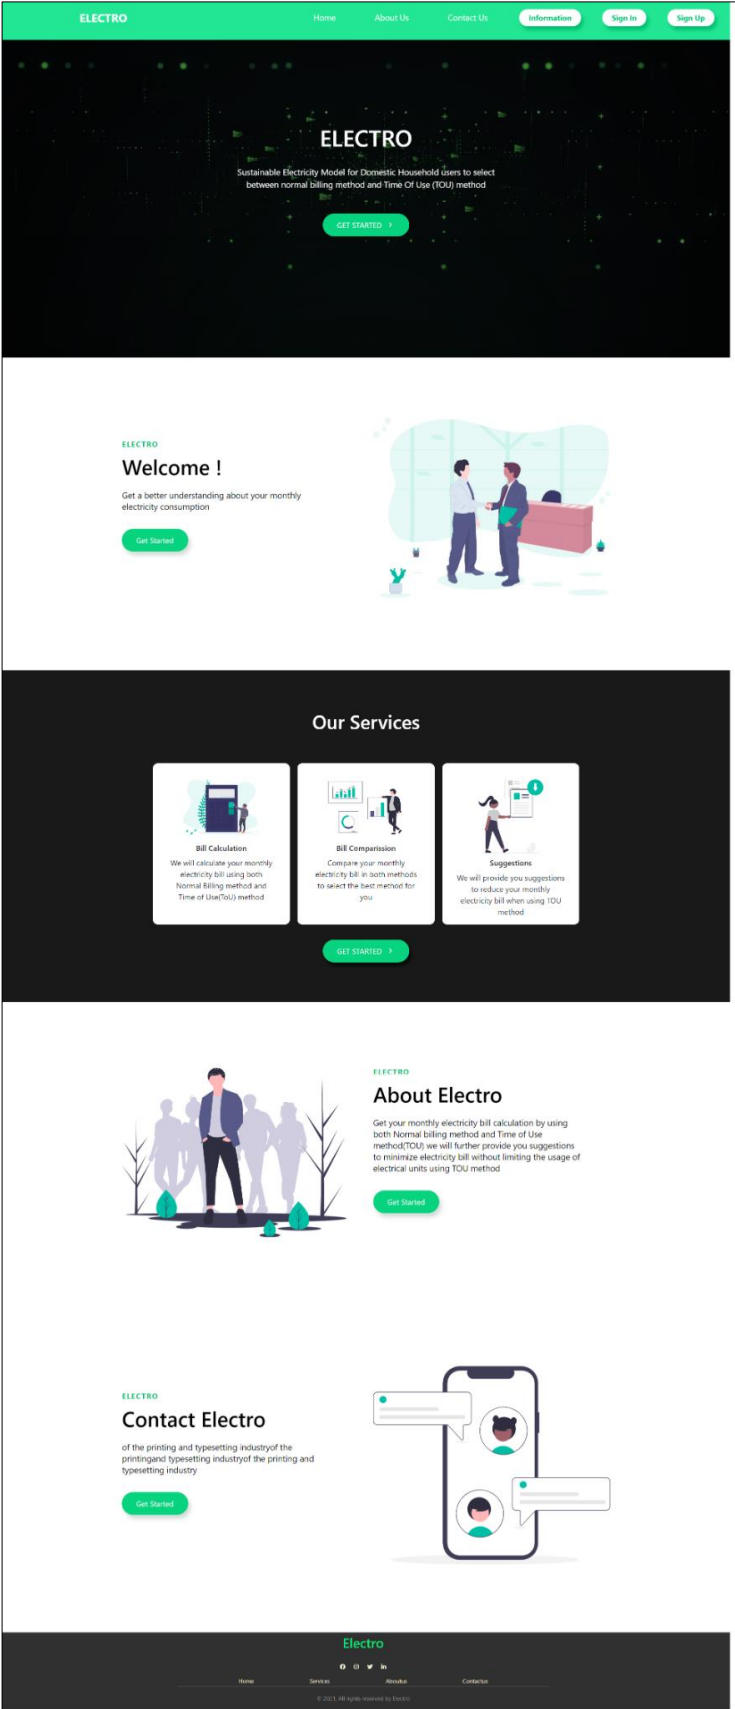 ELECTRO
Home
About Us
Contact Us
Information
Sign In
Sign Up
ELECTRO
Sustainable Electricity Model for Domestic Household users to select
between normal billing method and Time Of Use (TOU) method
GET STARTED >
ELECTRO
Welcome !
Get a better understanding about your monthly
electricity consumption
Get Started
Our Services
Bill Calculation
We will calculate your monthly
electricity bill using both
Normal Billing method and
Time of Use(ToU) method
Bill Comparission
Compare your monthly
electricity bill in both methods
to select the best method for
you
Suggestions
We will provide you suggestions
to reduce your monthly
electricity bill when using TOU
method
GET STARTED >
ELECTRO
About Electro
Get your monthly electricity bill calculation by using
both Normal billing method and Time of Use
method(TOU) we will further provide you suggestions
to minimize electricity bill without limiting the usage of
electrical units using TOU method
Get Started
ELECTRO
Contact Electro
of the printing and typesetting industryof the
printingand typesetting industryof the printing and
typesetting industry
Get Started
Electro
Home
Services
Aboutus
Contactus
© 2021, All rights reserved by Electro